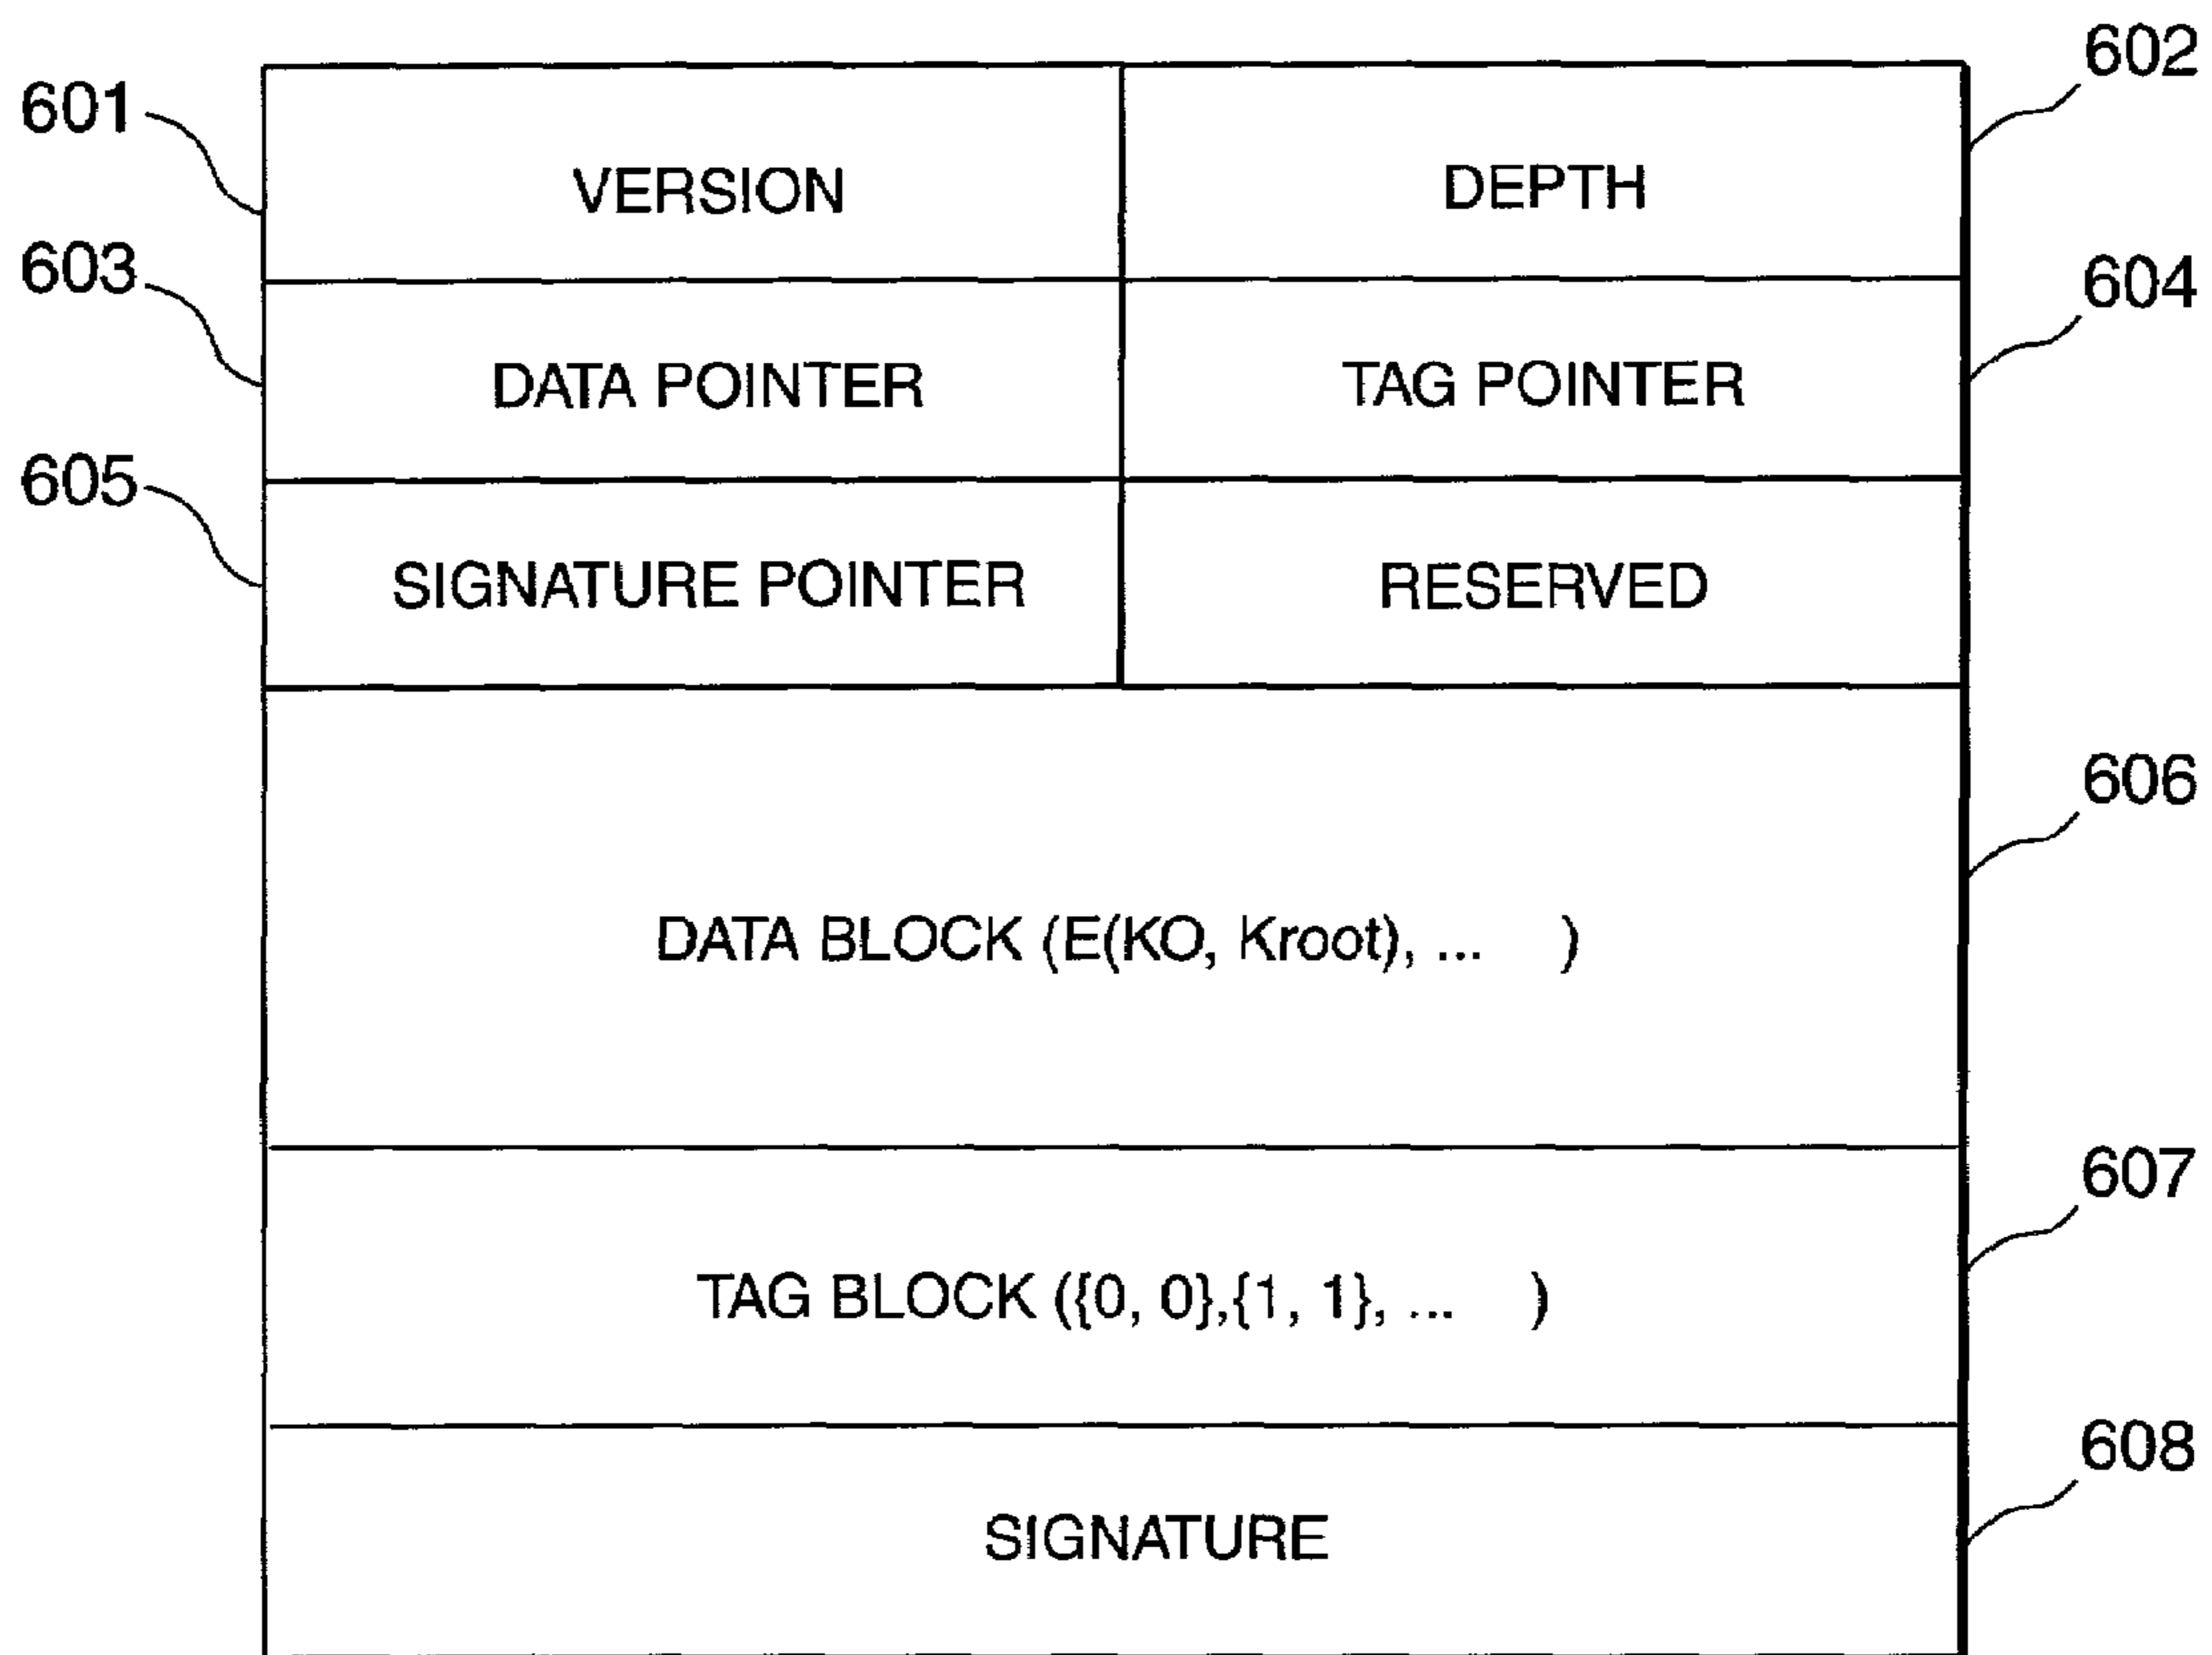 602
601
VERSION
DEPTH
603
604
DATA POINTER
TAG POINTER
605
SIGNATURE POINTER
RESERVED
606
DATA BLOCK (E(KO, Kroot), ... )
607
TAG BLOCK ({0, 0},{1, 1}, ... )
608
SIGNATURE